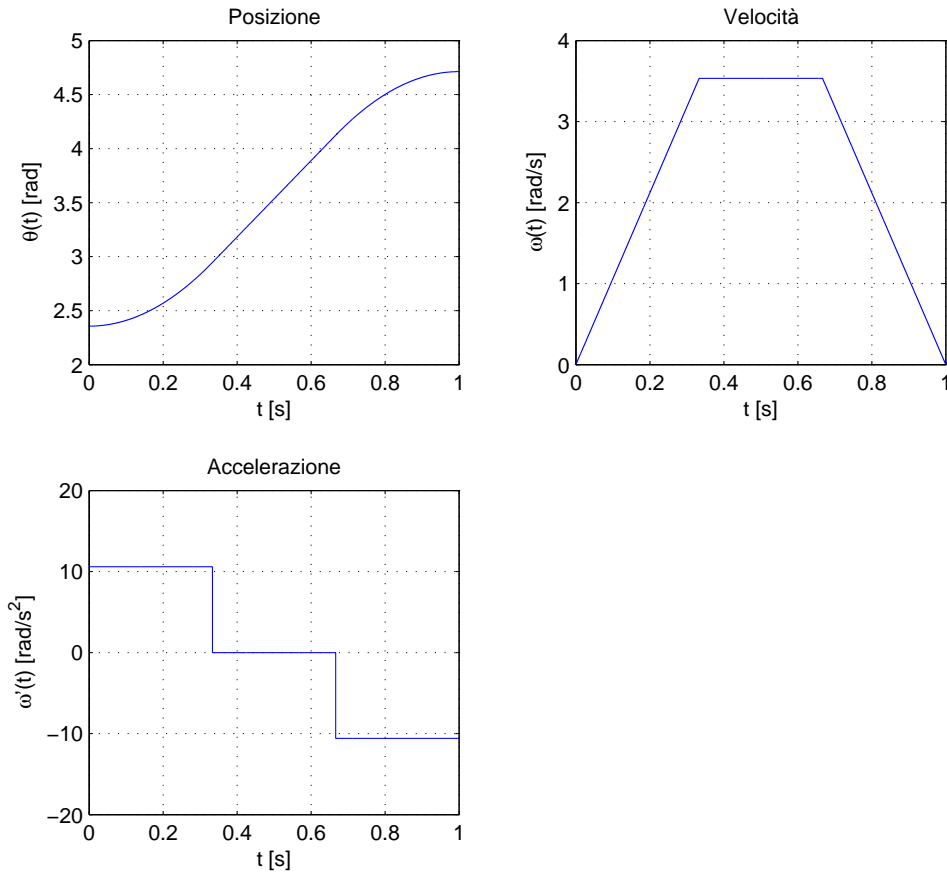 Posizione
5
4.5
4
3.5
3
2.5
2
θ(t) [rad]
0 0.2 0.4 0.6 0.8 1
t [s]
Velocità
4
3
2
1
0
ω(t) [rad/s]
0 0.2 0.4 0.6 0.8 1
t [s]
Accelerazione
20
10
0
−10
−20
ω’(t) [rad/s²]
0 0.2 0.4 0.6 0.8 1
t [s]